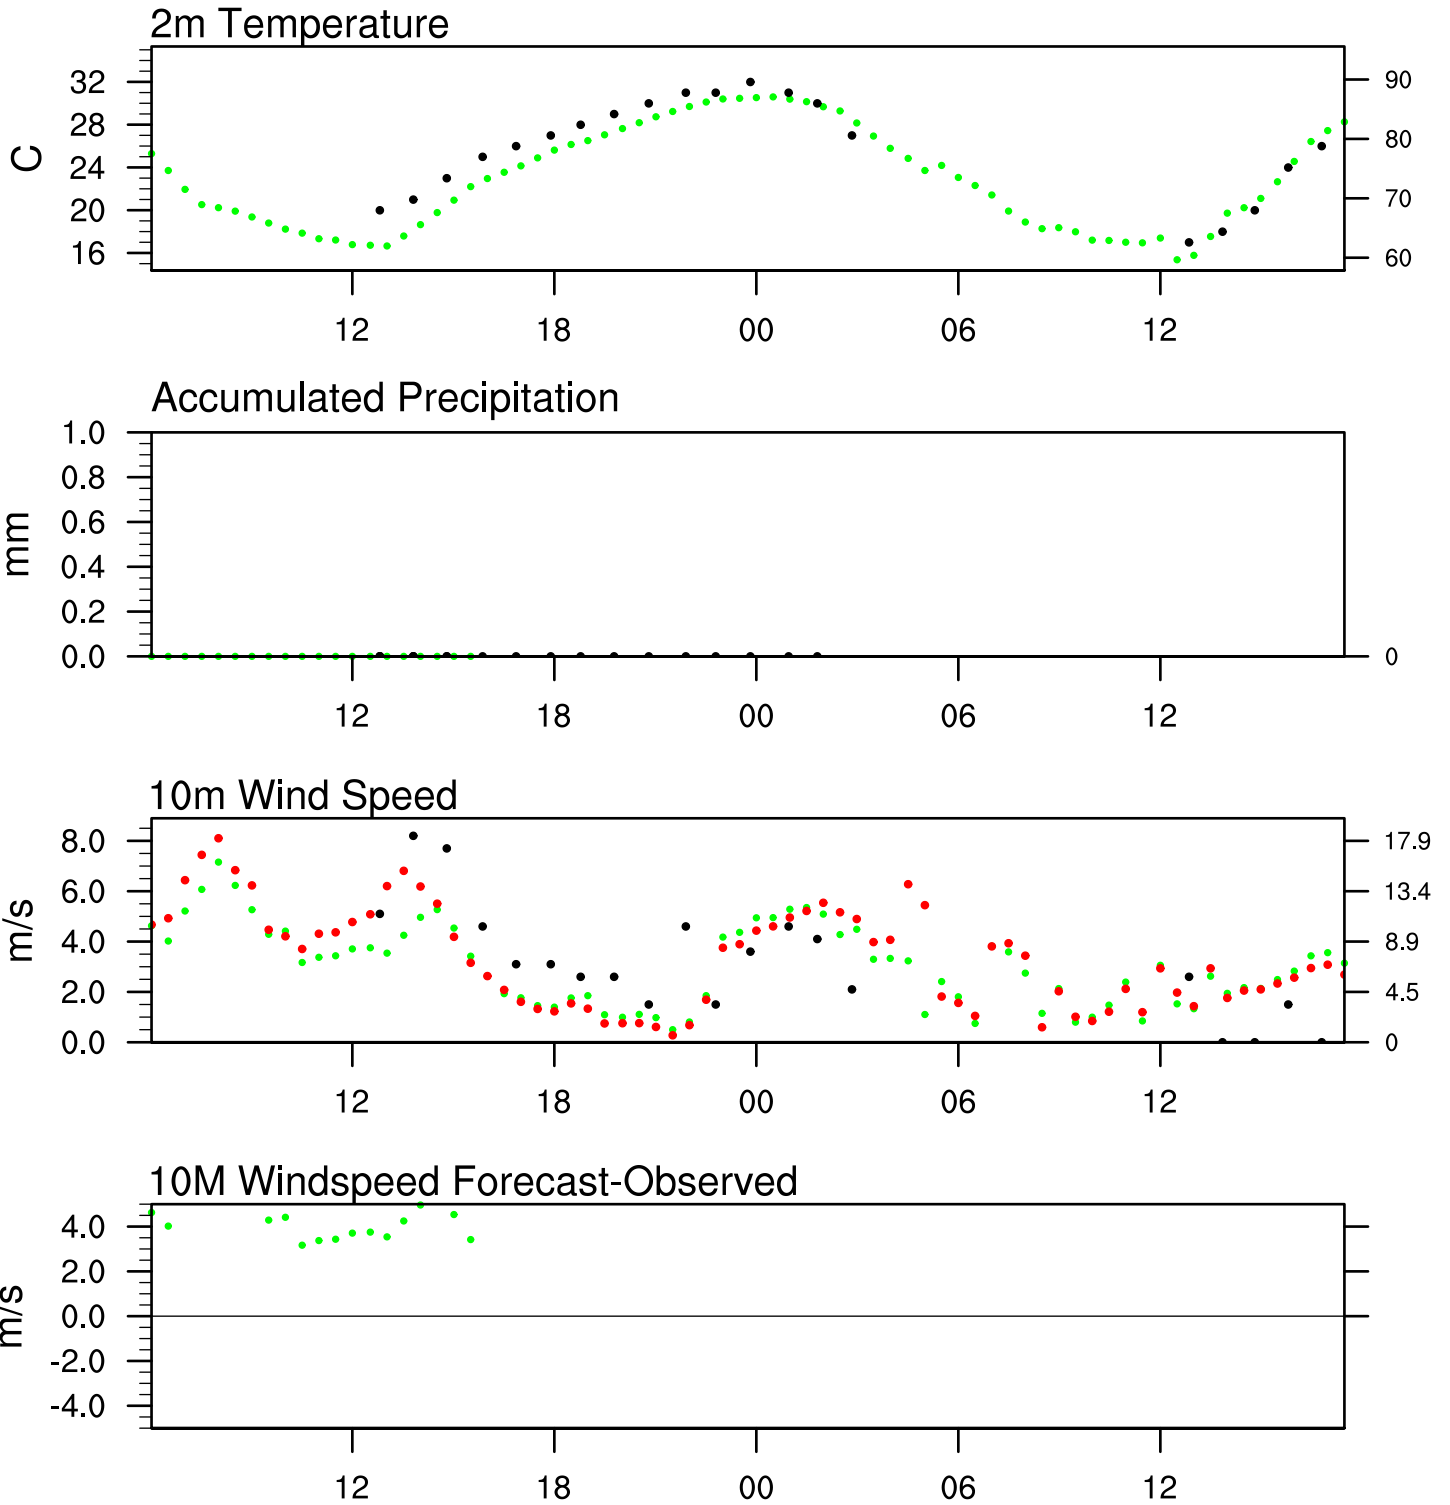 2m Temperature
32
28
24
20
16
C
90
80
70
60
12 18 00 06 12
Accumulated Precipitation
1.0
0.8
0.6
0.4
0.2
0.0
mm
0
12 18 00 06 12
10m Wind Speed
8.0
6.0
4.0
2.0
0.0
m/s
17.9
13.4
8.9
4.5
0
12 18 00 06 12
10M Windspeed Forecast-Observed
4.0
2.0
0.0
-2.0
-4.0
m/s
12 18 00 06 12